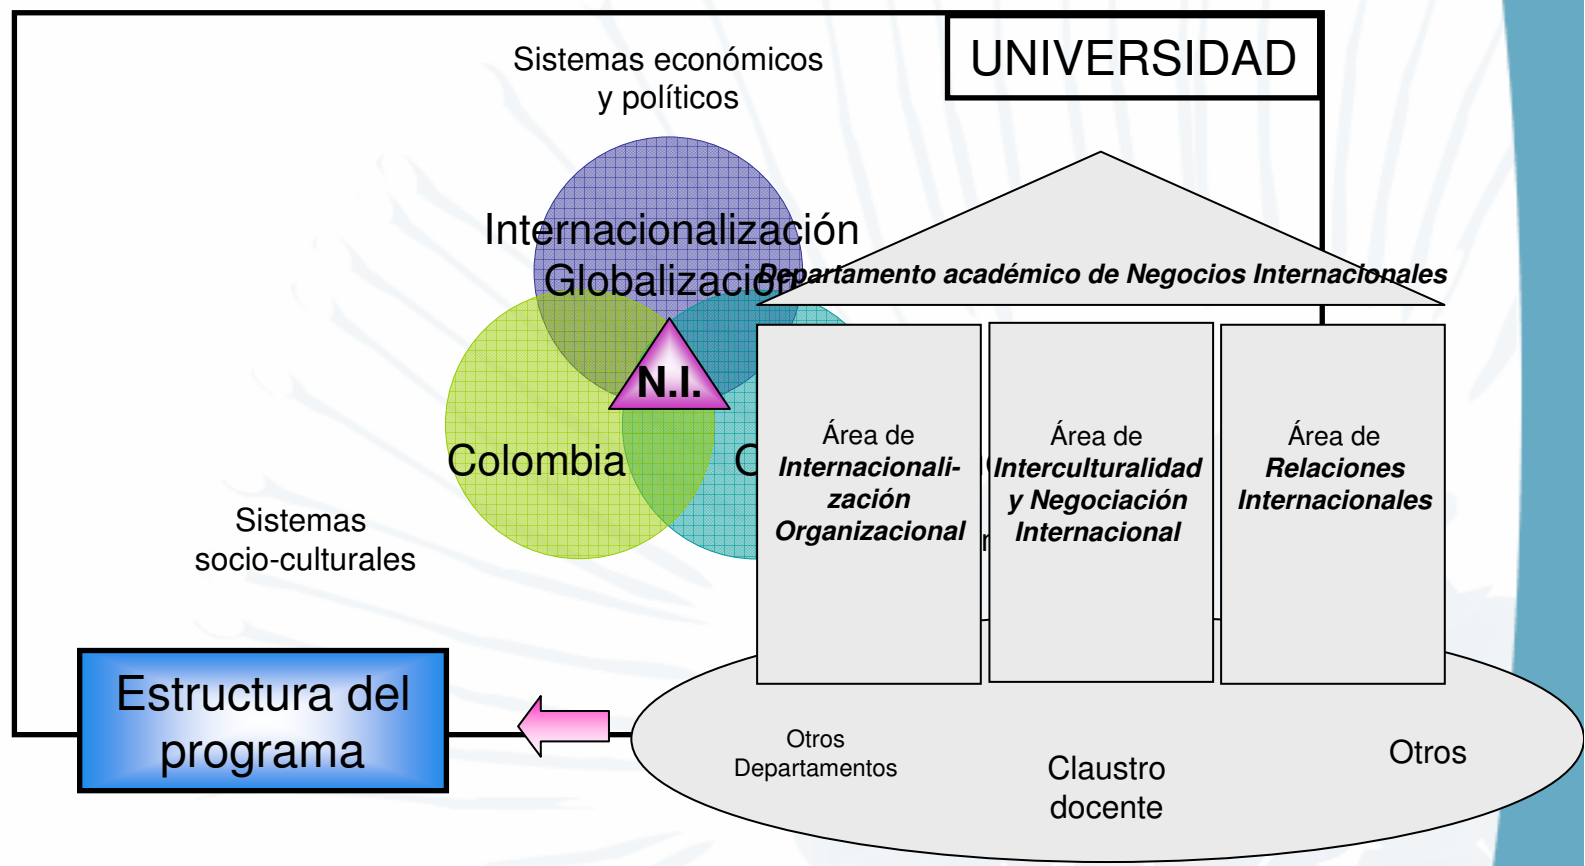 UNIVERSIDAD
Sistemas económicos
y políticos
Internacionalización
Globalización
Departamento académico de Negocios Internacionales
N.I.
Colombia
Área de
Internacionali-
zación
Organizacional
Área de
Interculturalidad
y Negociación
Internacional
Área de
Relaciones
Internacionales
Sistemas
socio-culturales
Estructura del
programa
Otros
Departamentos
Claustro
docente
Otros